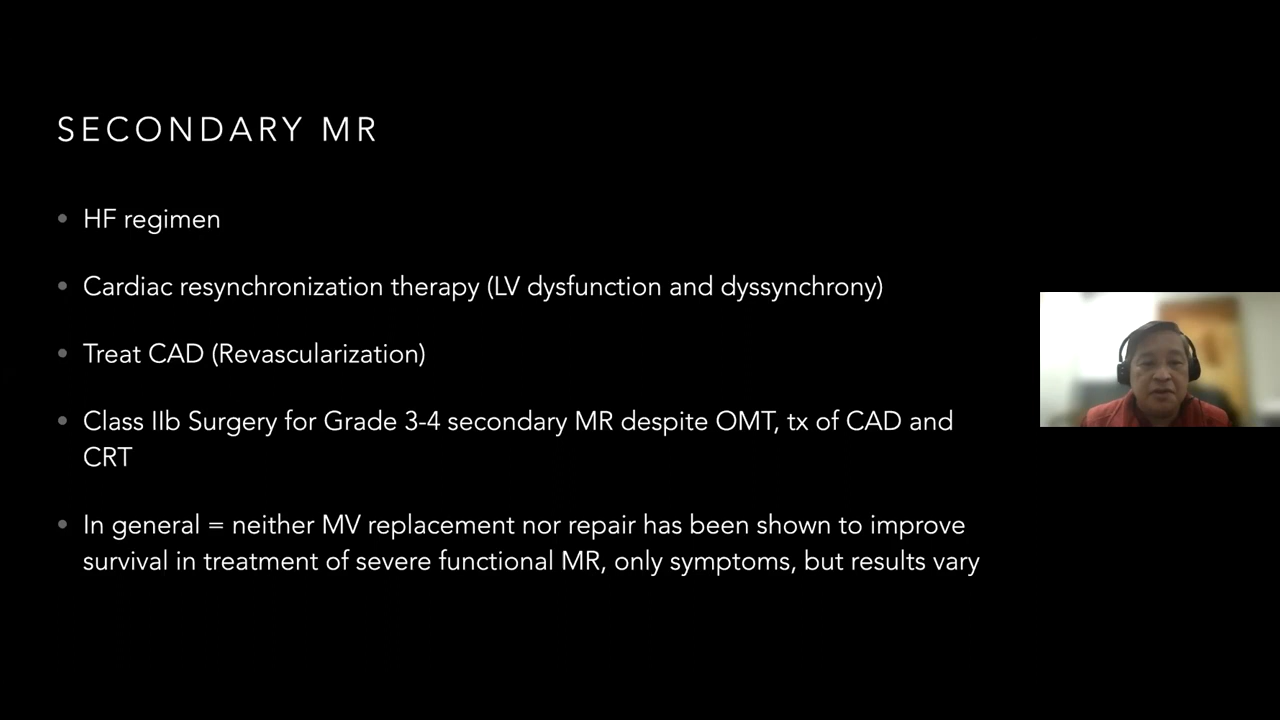 SECONDARY MR
• HF regimen
• Cardiac resynchronization therapy (LV dysfunction and dyssynchrony)
• Treat CAD (Revascularization)
• Class IIb Surgery for Grade 3-4 secondary MR despite OMT, tx of CAD and
CRT
• In general = neither MV replacement nor repair has been shown to improve
survival in treatment of severe functional MR, only symptoms, but results vary